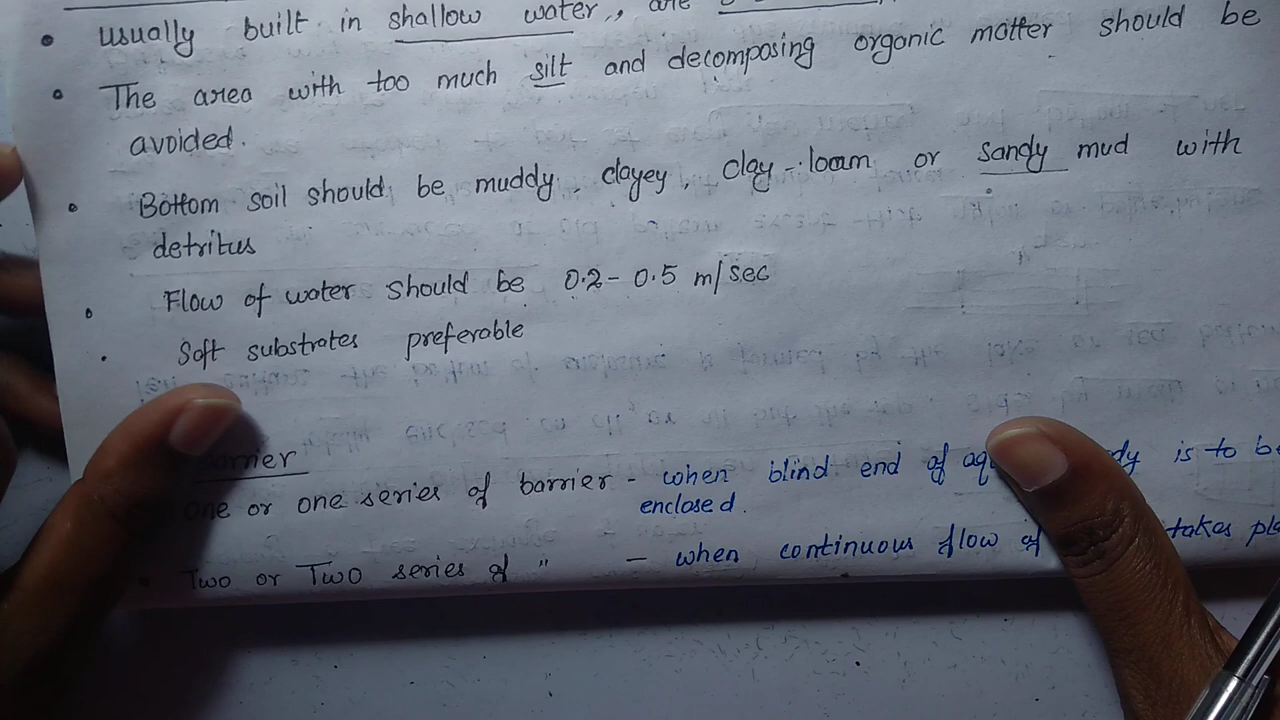 usually built in shallow water,, are
The area with too much silt and decomposing organic matter should be
avoided.
Bottom soil should be muddy, clayey, clay-loam or sandy mud with
detritus
Flow of water should be 0.2-0.5 m/sec
Soft substrates preferable
One or one series of barrier - when blind end of is to be
enclosed.
Two or Two series of " - when continuous flow of takes